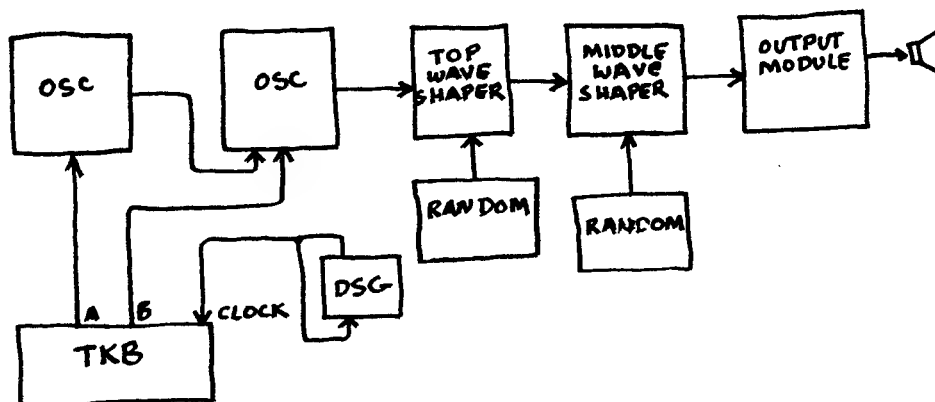 OSC
OSC
TOP
WAVE
SHAPER
MIDDLE
WAVE
SHAPER
OUTPUT
MODULE
RANDOM
RANDOM
DSG
A
B
CLOCK
TKB